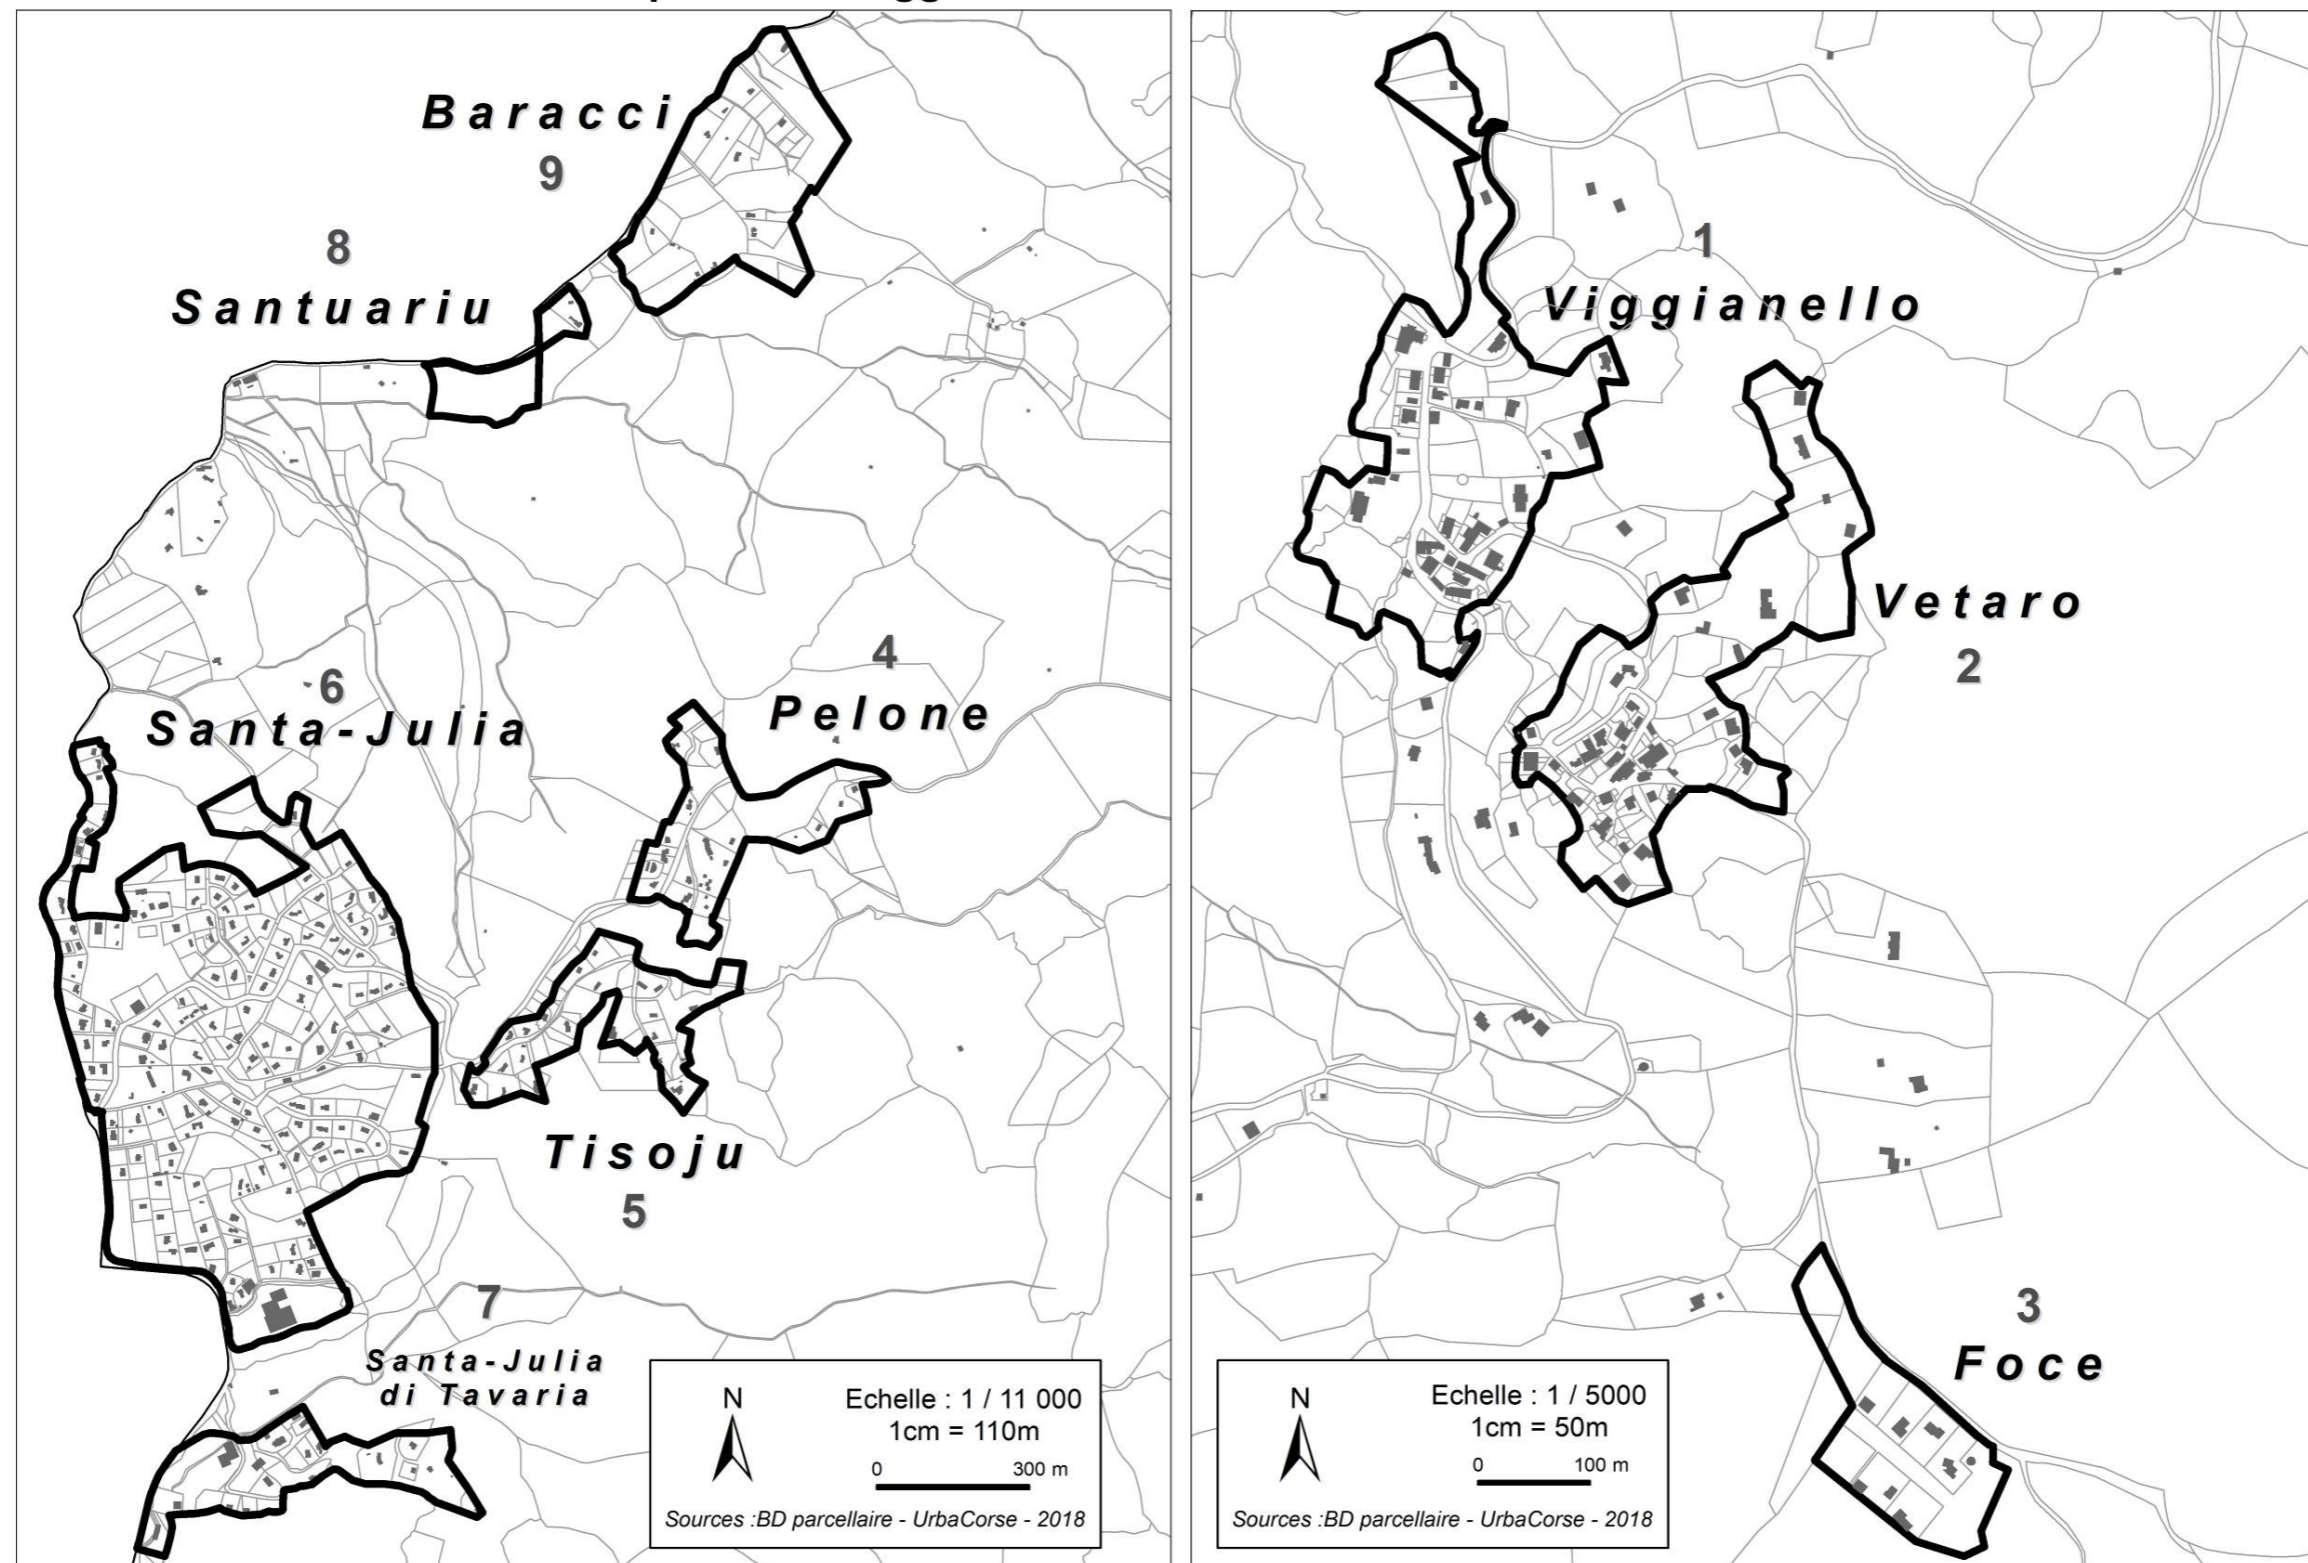 Baracci
9
8
Santuariu
6
Santa-Julia
4
Pelone
Tisoju
5
7
Santa-Julia
di Tavaria
N
Echelle : 1 / 11 000
1cm = 110m
0 300 m
Sources :BD parcellaire - UrbaCorse - 2018
1
Viggianello
Vetaro
2
3
Foce
N
Echelle : 1 / 5000
1cm = 50m
0 100 m
Sources :BD parcellaire - UrbaCorse - 2018